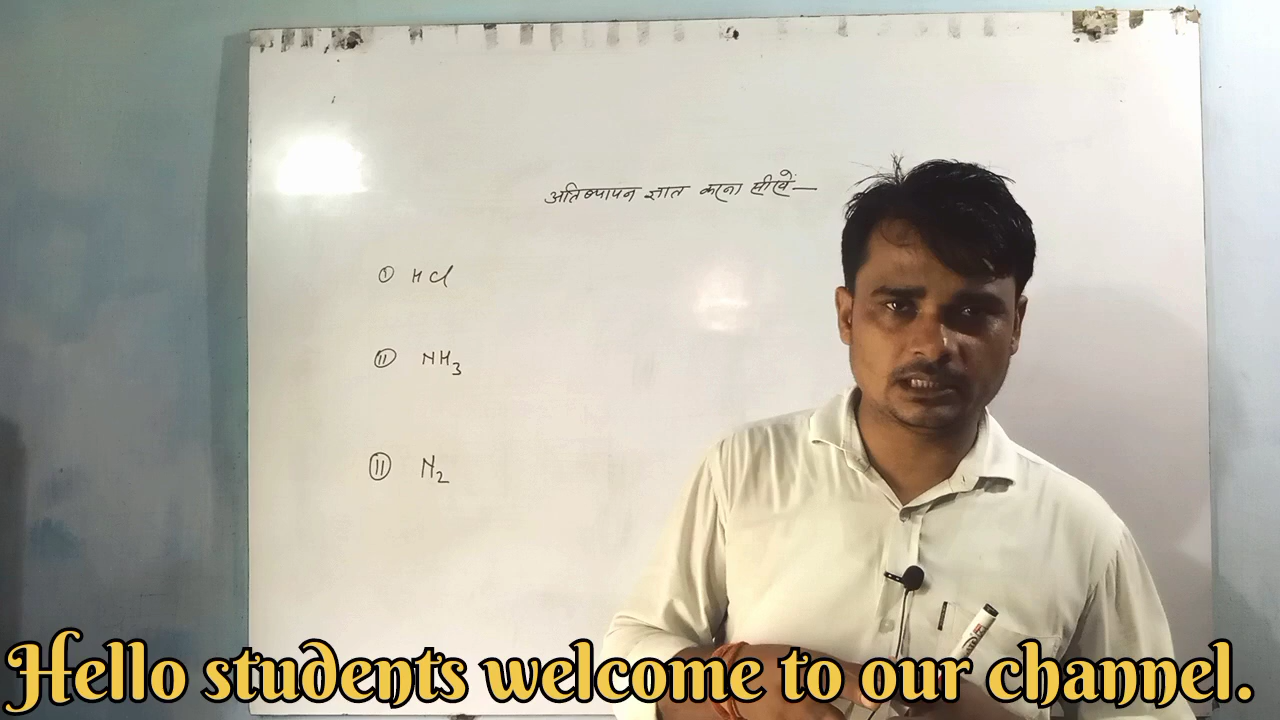 अतिव्यापन ज्ञात करना सीखें—
① HCl
⑪ NH₃
⑪ N₂
Hello students welcome to our channel.